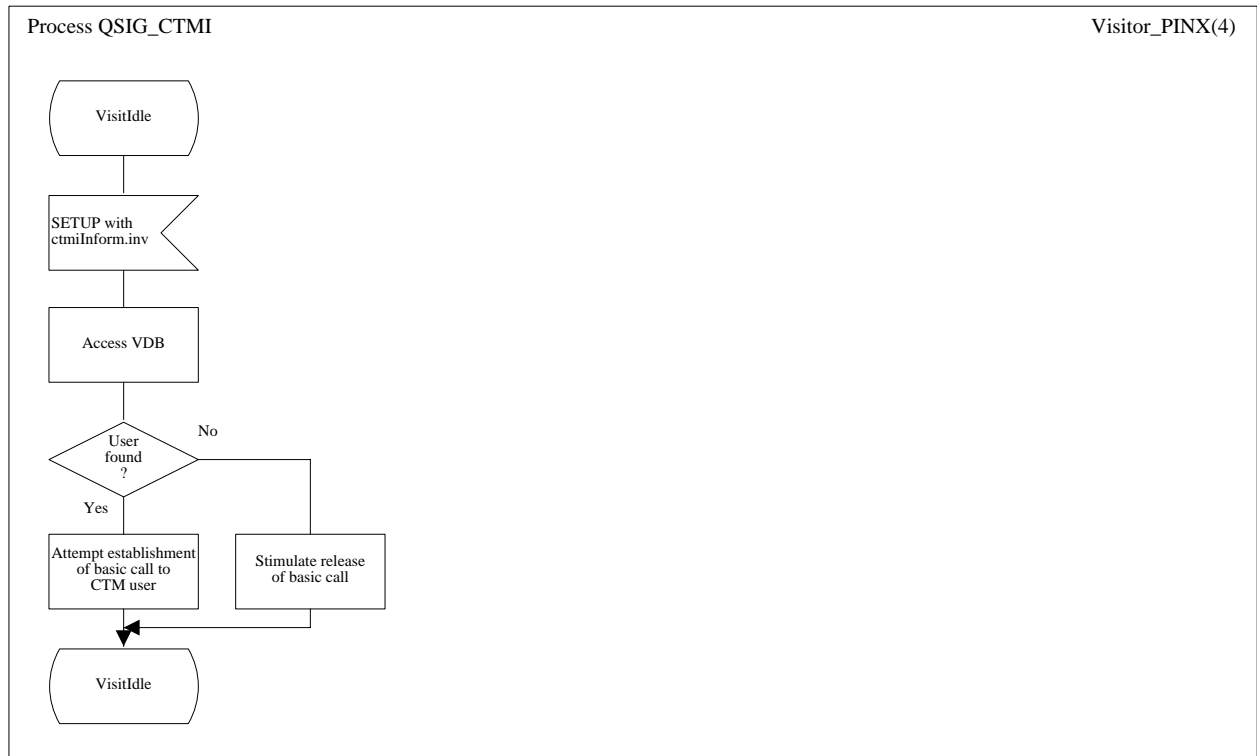 Process QSIG_CTMI
Visitor_PINX(4)
VisitIdle
SETUP with
ctmiInform.inv
Access VDB
User
found
?
No
Yes
Attempt establishment
of basic call to
CTM user
Stimulate release
of basic call
VisitIdle